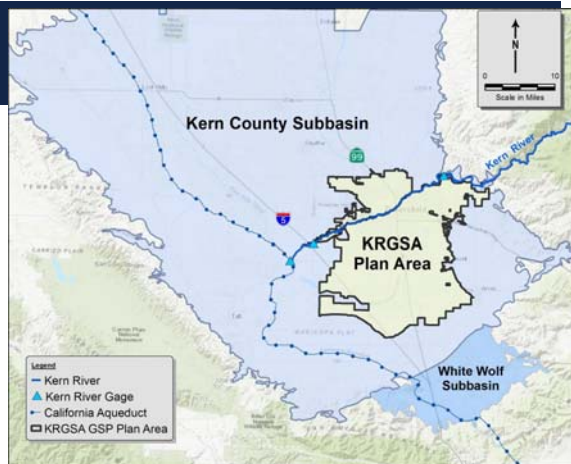 N
0 10
Scale in Miles
Kern County Subbasin
99
Kern River
5
KRGSA
Plan Area
White Wolf
Subbasin
Legend
Kern River
Kern River Gage
California Aqueduct
KRGSA GSP Plan Area